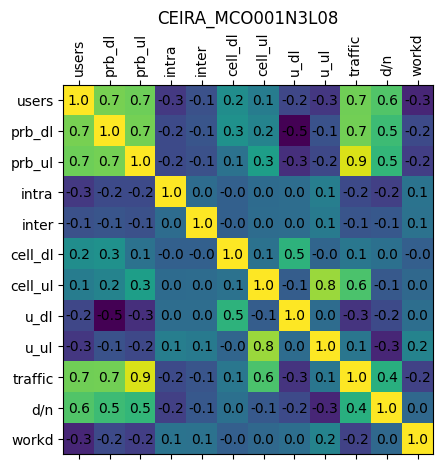 CEIRA_MCO001N3L08
users prb_dl prb_ul intra inter cell_dl cell_ul u_dl u_ul traffic d/n workd
users 1.0 0.7 0.7 -0.3 -0.1 0.2 0.1 -0.2 -0.3 0.7 0.6 -0.3
prb_dl 0.7 1.0 0.7 -0.2 -0.1 0.3 0.2 -0.5 -0.1 0.7 0.5 -0.2
prb_ul 0.7 0.7 1.0 -0.2 -0.1 0.1 0.3 -0.3 -0.2 0.9 0.5 -0.2
intra -0.3 -0.2 -0.2 1.0 0.0 -0.0 0.0 0.0 0.1 -0.2 -0.2 0.1
inter -0.1 -0.1 -0.1 0.0 1.0 -0.0 0.0 0.0 0.1 -0.1 -0.1 0.1
cell_dl 0.2 0.3 0.1 -0.0 -0.0 1.0 0.1 0.5 -0.0 0.1 0.0 -0.0
cell_ul 0.1 0.2 0.3 0.0 0.0 0.1 1.0 -0.1 0.8 0.6 -0.1 0.0
u_dl -0.2 -0.5 -0.3 0.0 0.0 0.5 -0.1 1.0 0.0 -0.3 -0.2 0.0
u_ul -0.3 -0.1 -0.2 0.1 0.1 -0.0 0.8 0.0 1.0 0.1 -0.3 0.2
traffic 0.7 0.7 0.9 -0.2 -0.1 0.1 0.6 -0.3 0.1 1.0 0.4 -0.2
d/n 0.6 0.5 0.5 -0.2 -0.1 0.0 -0.1 -0.2 -0.3 0.4 1.0 0.0
workd -0.3 -0.2 -0.2 0.1 0.1 -0.0 0.0 0.0 0.2 -0.2 0.0 1.0